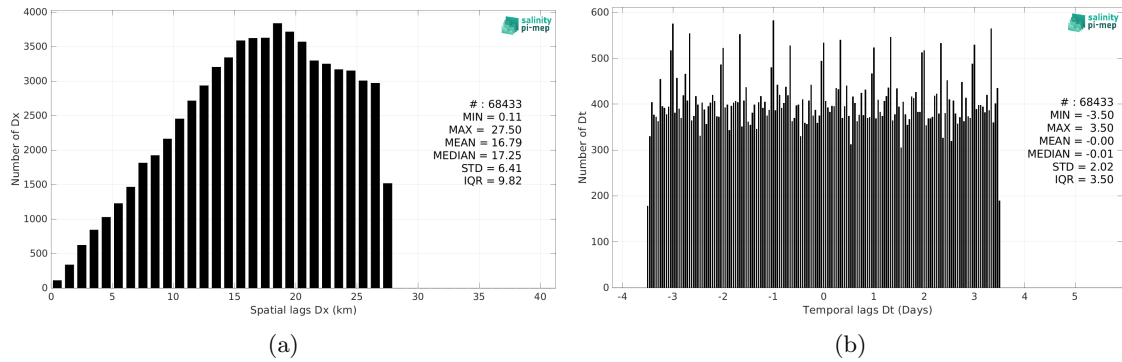 4000
3500
3000
2500
2000
1500
1000
500
0
Number of Dx
0 5 10 15 20 25 30 35 40
Spatial lags Dx (km)
salinity
pi-mep
# : 68433
MIN = 0.11
MAX = 27.50
MEAN = 16.79
MEDIAN = 17.25
STD = 6.41
IQR = 9.82
(a)
600
500
400
300
200
100
0
Number of Dt
-4 -3 -2 -1 0 1 2 3 4 5
Temporal lags Dt (Days)
salinity
pi-mep
# : 68433
MIN = -3.50
MAX = 3.50
MEAN = -0.00
MEDIAN = -0.01
STD = 2.02
IQR = 3.50
(b)